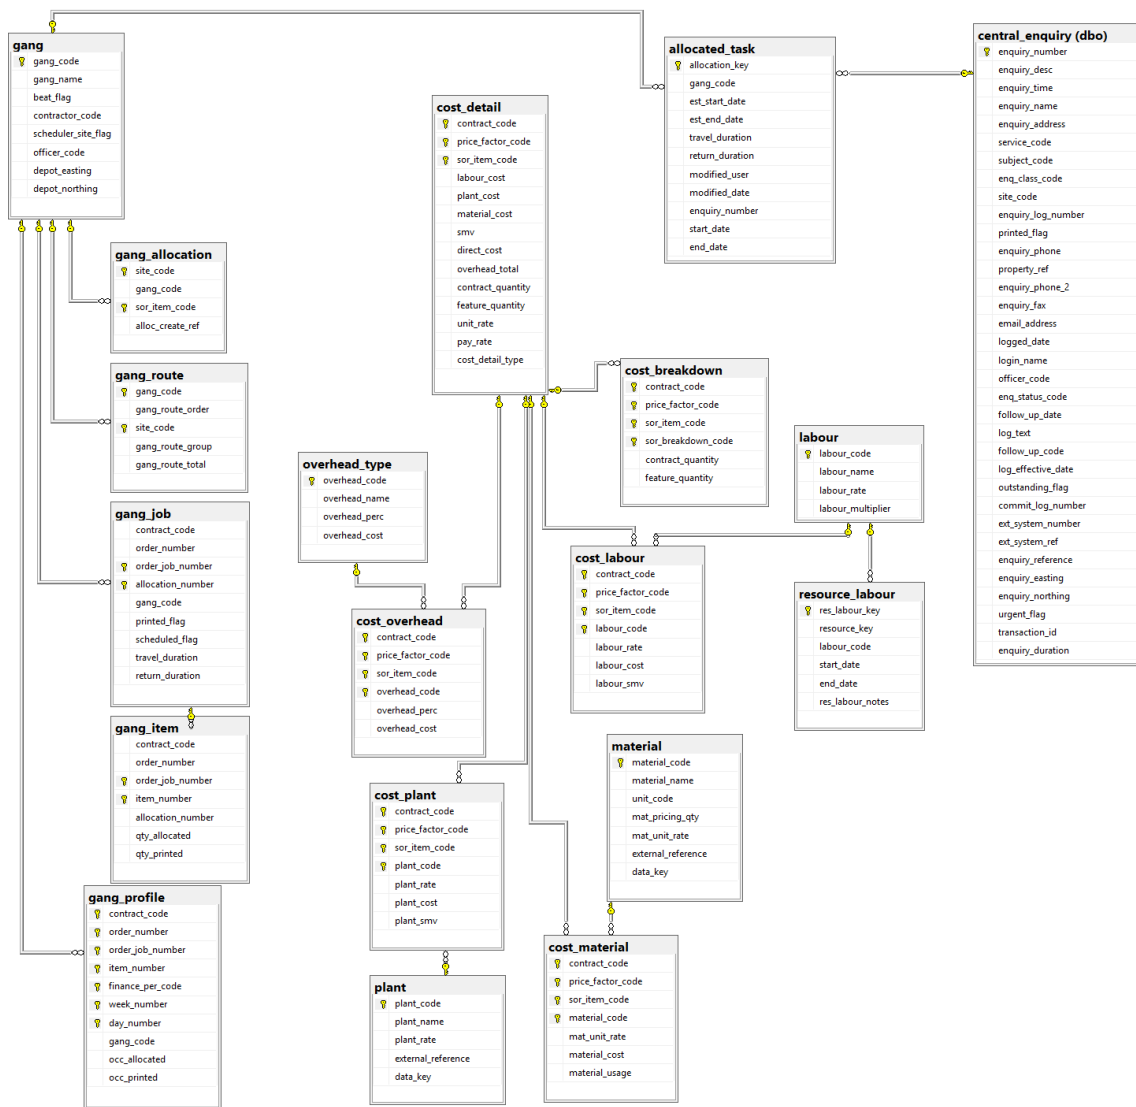 gang
gang_code
gang_name
beat_flag
contractor_code
scheduler_site_flag
officer_code
depot_easting
depot_northing
gang_allocation
site_code
gang_code
sor_item_code
alloc_create_ref
gang_route
gang_code
gang_route_order
site_code
gang_route_group
gang_route_total
gang_job
contract_code
order_number
order_job_number
allocation_number
gang_code
printed_flag
scheduled_flag
travel_duration
return_duration
gang_item
contract_code
order_number
order_job_number
item_number
allocation_number
qty_allocated
qty_printed
gang_profile
contract_code
order_number
order_job_number
item_number
finance_per_code
week_number
day_number
gang_code
occ_allocated
occ_printed
overhead_type
overhead_code
overhead_name
overhead_perc
overhead_cost
cost_overhead
contract_code
price_factor_code
sor_item_code
overhead_code
overhead_perc
overhead_cost
cost_plant
contract_code
price_factor_code
sor_item_code
plant_code
plant_rate
plant_cost
plant_smv
plant
plant_code
plant_name
plant_rate
external_reference
data_key
cost_detail
contract_code
price_factor_code
sor_item_code
labour_cost
plant_cost
material_cost
smv
direct_cost
overhead_total
contract_quantity
feature_quantity
unit_rate
pay_rate
cost_detail_type
cost_breakdown
contract_code
price_factor_code
sor_item_code
sor_breakdown_code
contract_quantity
feature_quantity
cost_labour
contract_code
price_factor_code
sor_item_code
labour_code
labour_rate
labour_cost
labour_smv
material
material_code
material_name
unit_code
mat_pricing_qty
mat_unit_rate
external_reference
data_key
cost_material
contract_code
price_factor_code
sor_item_code
material_code
mat_unit_rate
material_cost
material_usage
allocated_task
allocation_key
gang_code
est_start_date
est_end_date
travel_duration
return_duration
modified_user
modified_date
enquiry_number
start_date
end_date
labour
labour_code
labour_name
labour_rate
labour_multiplier
resource_labour
res_labour_key
resource_key
labour_code
start_date
end_date
res_labour_notes
central_enquiry (dbo)
enquiry_number
enquiry_desc
enquiry_time
enquiry_name
enquiry_address
service_code
subject_code
enq_class_code
site_code
enquiry_log_number
printed_flag
enquiry_phone
property_ref
enquiry_phone_2
enquiry_fax
email_address
logged_date
login_name
officer_code
enq_status_code
follow_up_date
log_text
follow_up_code
log_effective_date
outstanding_flag
commit_log_number
ext_system_number
ext_system_ref
enquiry_reference
enquiry_easting
enquiry_northing
urgent_flag
transaction_id
enquiry_duration